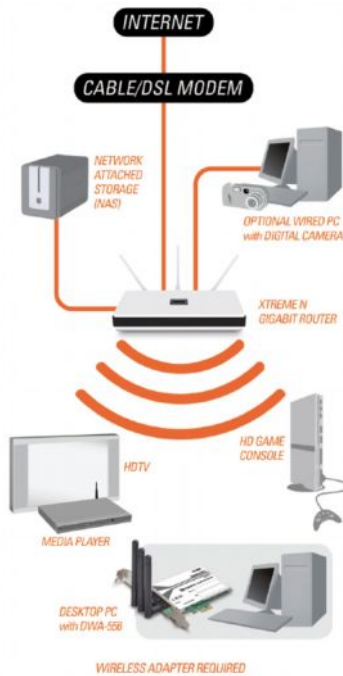 INTERNET
CABLE/DSL MODEM
NETWORK
ATTACHED
STORAGE
(NAS)
OPTIONAL WIRED PC
with DIGITAL CAMERA
XTREME N
GIGABIT ROUTER
HDTV
HD GAME
CONSOLE
MEDIA PLAYER
DESKTOP PC
with DWA-556
WIRELESS ADAPTER REQUIRED